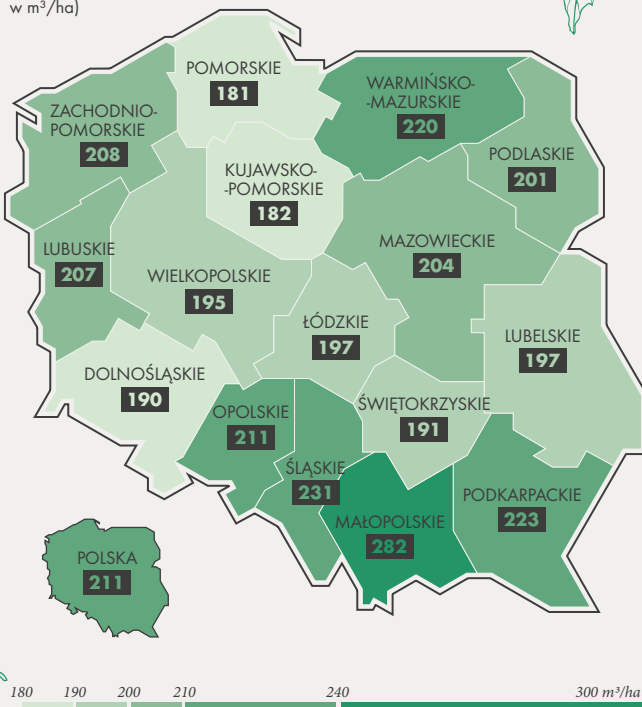 w m³/ha)
POMORSKIE
181
WARMIŃSKO-
-MAZURSKIE
220
ZACHODNIO-
POMORSKIE
208
PODLASKIE
201
KUJAWSKO-
-POMORSKIE
182
MAZOWIECKIE
204
LUBUSKIE
207
WIELKOPOLSKIE
195
ŁÓDZKIE
197
LUBELSKIE
197
DOLNOŚLĄSKIE
190
OPOLSKIE
211
ŚWIĘTOKRZYSKIE
191
ŚLĄSKIE
231
MAŁOPOLSKIE
282
PODKARPACKIE
223
POLSKA
211
180 190 200 210 240 300 m³/ha